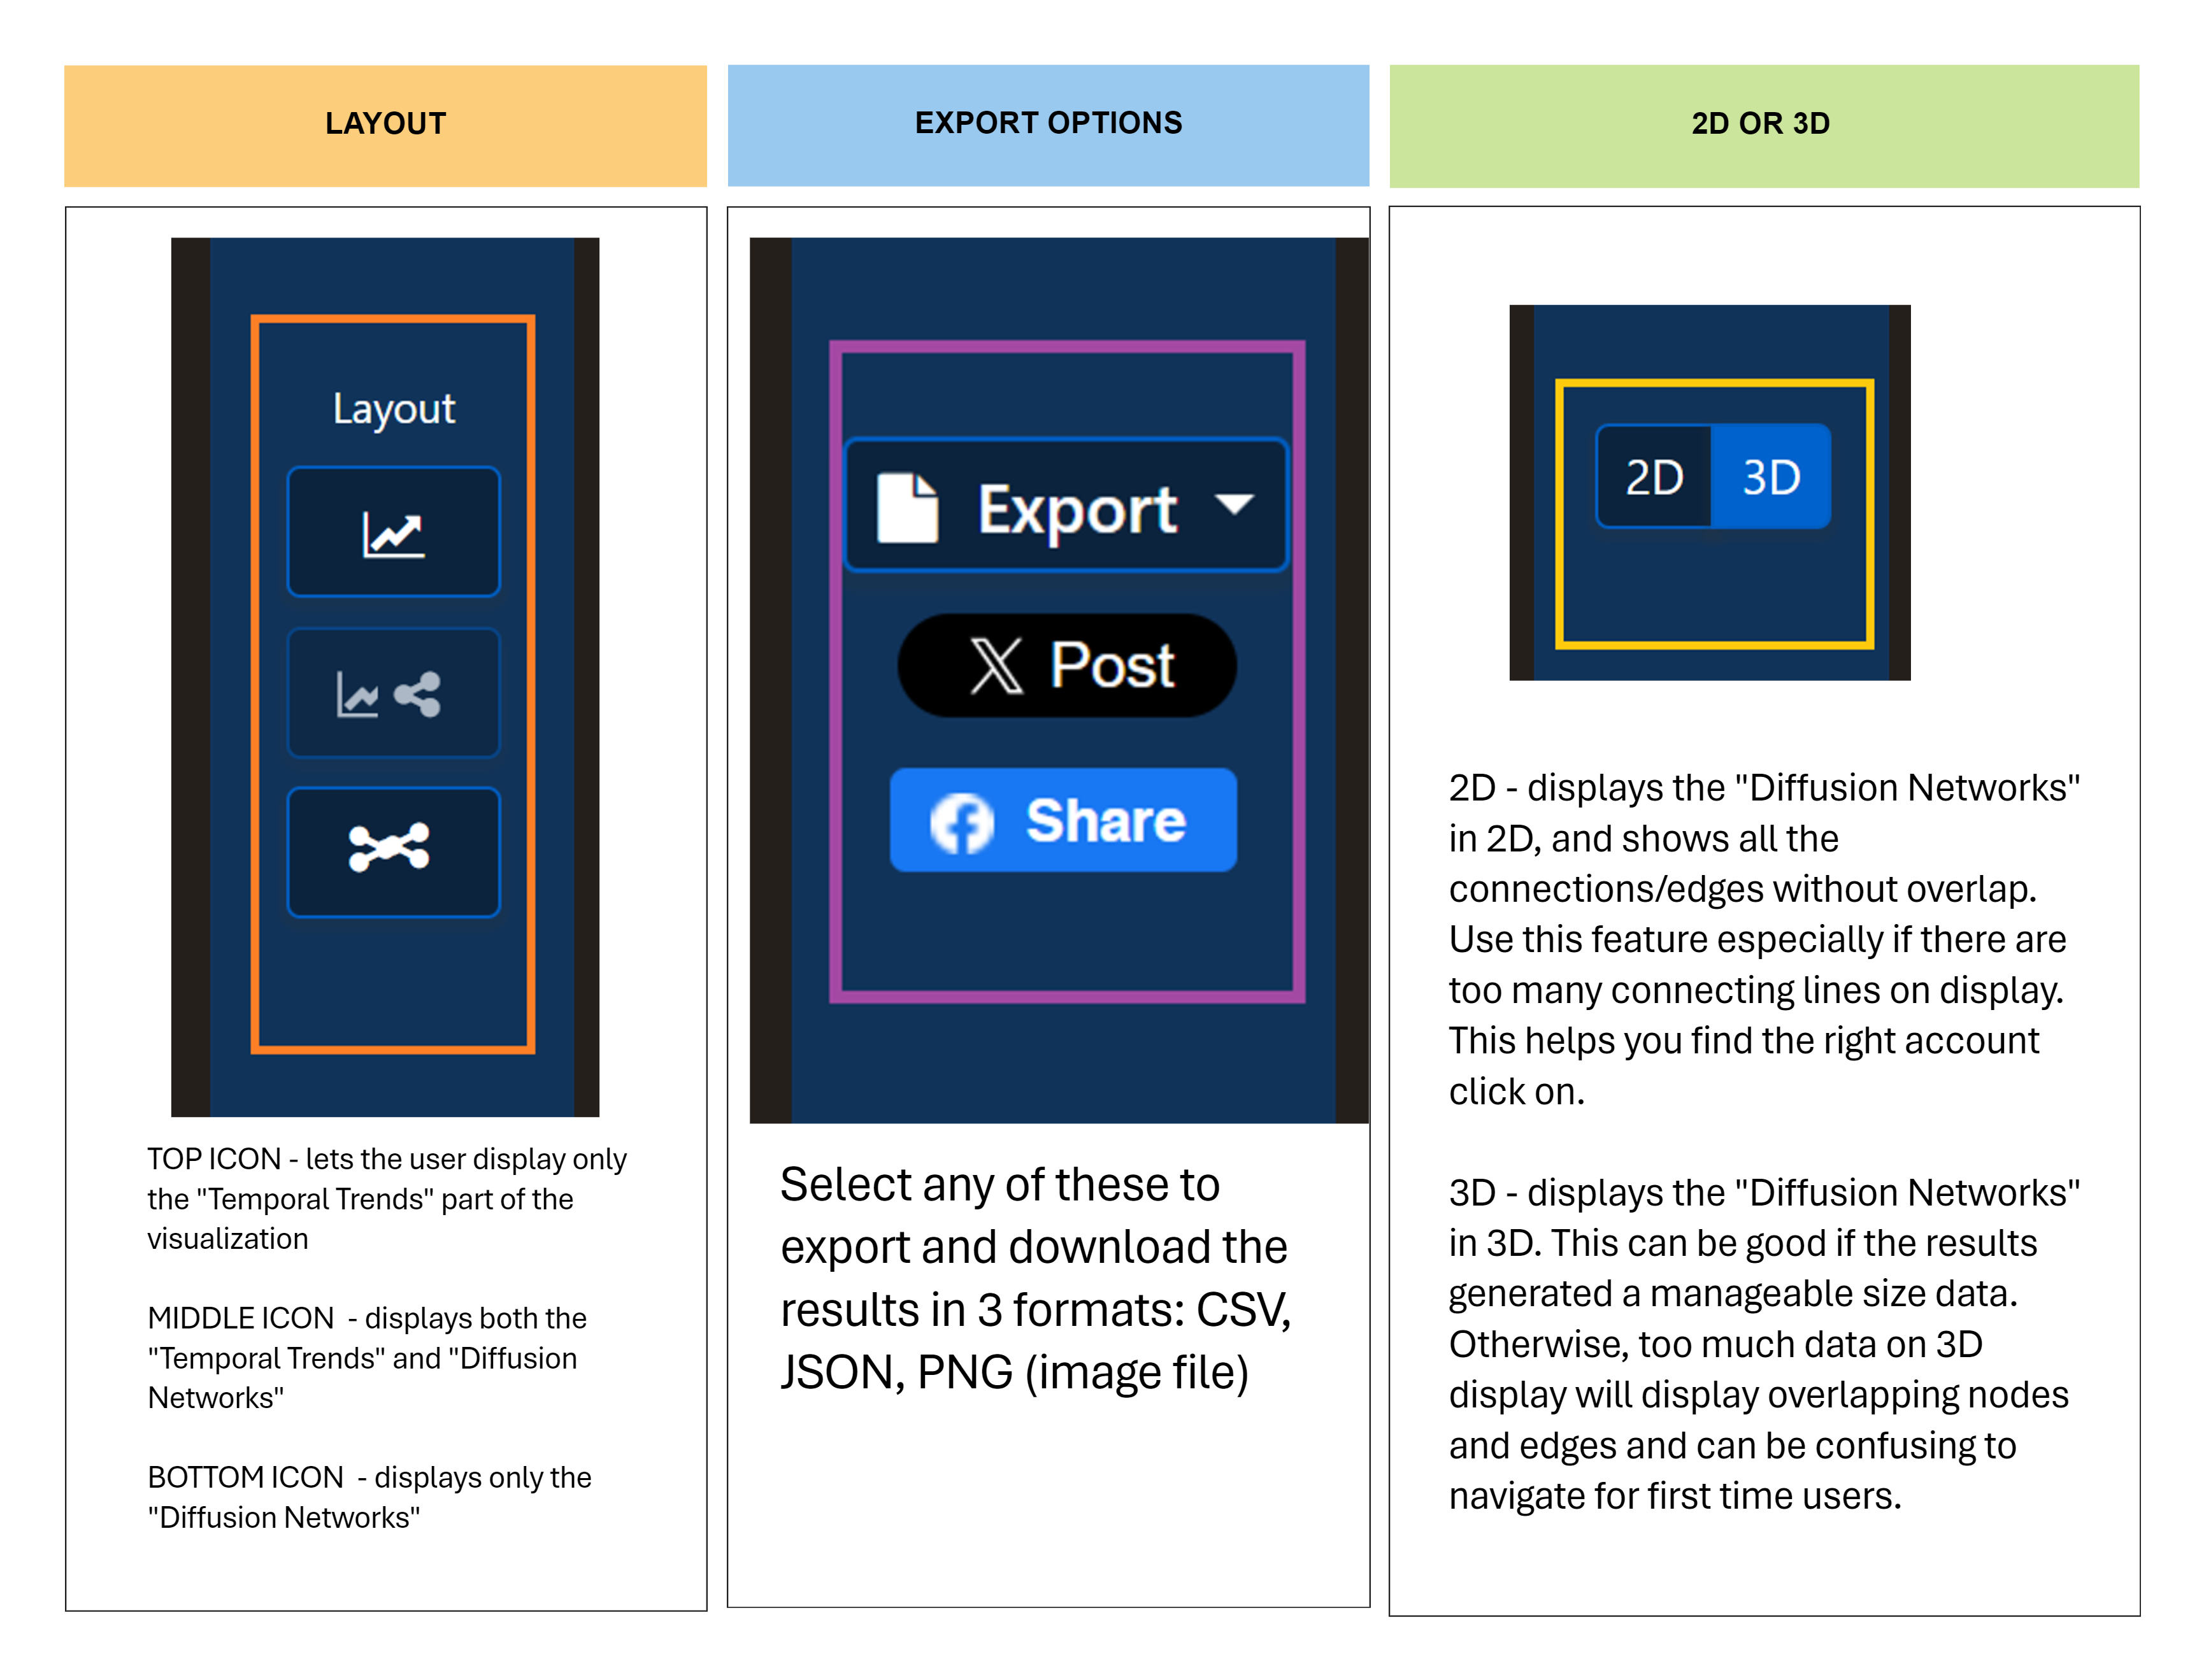 LAYOUT
Layout
TOP ICON - lets the user display only
the "Temporal Trends" part of the
visualization
MIDDLE ICON  - displays both the
"Temporal Trends" and "Diffusion
Networks"
BOTTOM ICON  - displays only the
"Diffusion Networks"
EXPORT OPTIONS
Export
X Post
Share
Select any of these to
export and download the
results in 3 formats: CSV,
JSON, PNG (image file)
2D OR 3D
2D 3D
2D - displays the "Diffusion Networks"
in 2D, and shows all the
connections/edges without overlap.
Use this feature especially if there are
too many connecting lines on display.
This helps you find the right account
click on.
3D - displays the "Diffusion Networks"
in 3D. This can be good if the results
generated a manageable size data.
Otherwise, too much data on 3D
display will display overlapping nodes
and edges and can be confusing to
navigate for first time users.